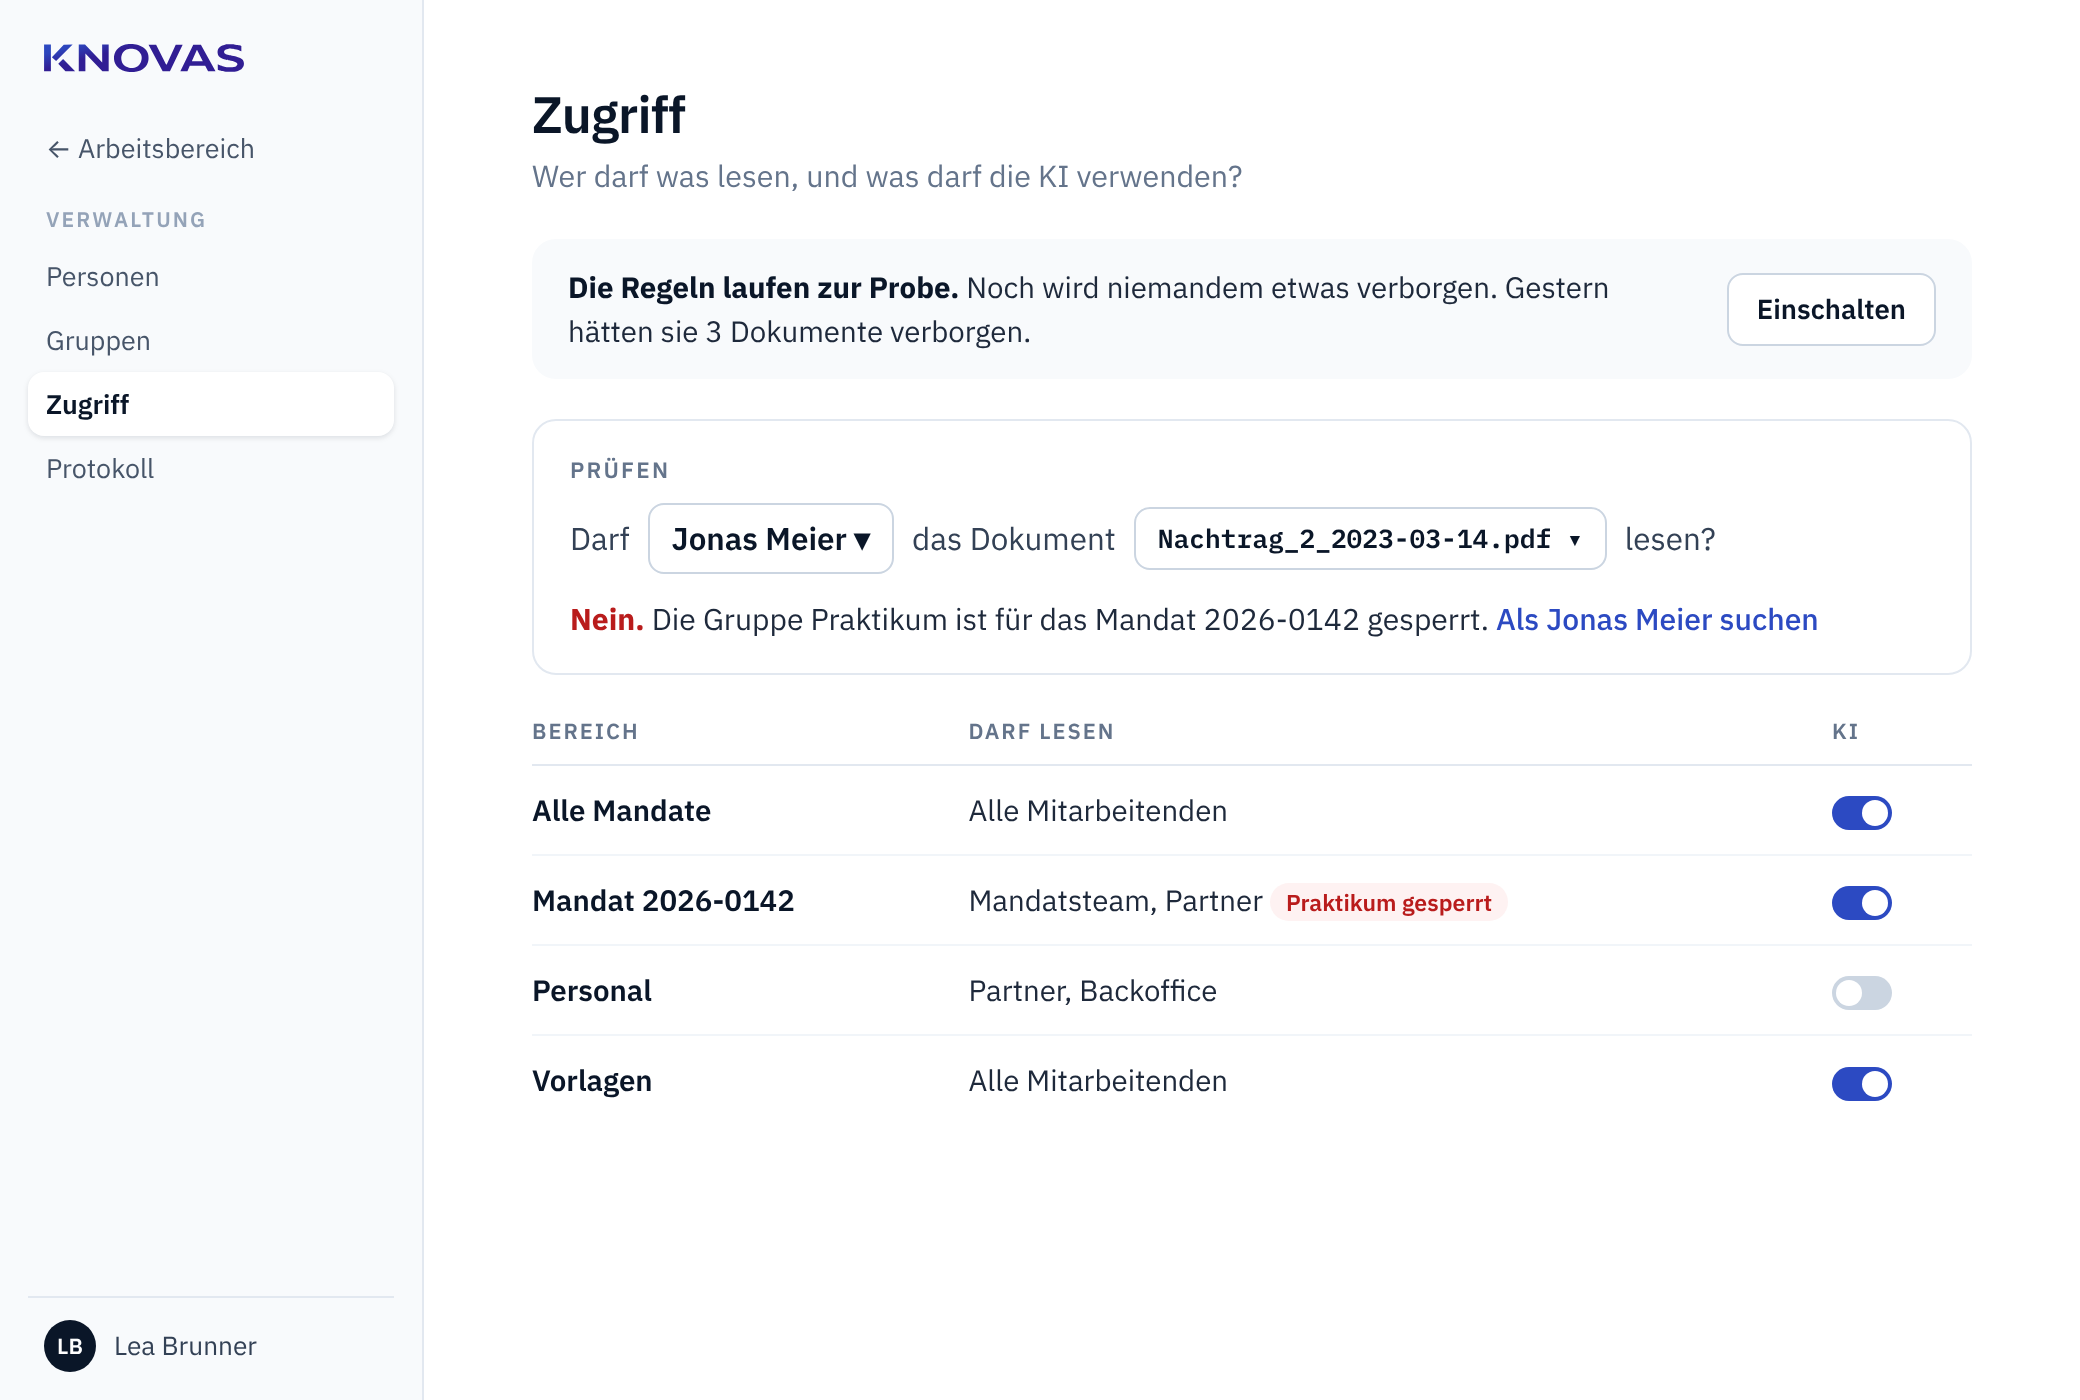 KNOVAS
← Arbeitsbereich
VERWALTUNG
Personen
Gruppen
Zugriff
Protokoll
LB Lea Brunner
Zugriff
Wer darf was lesen, und was darf die KI verwenden?
Die Regeln laufen zur Probe. Noch wird niemandem etwas verborgen. Gestern
hätten sie 3 Dokumente verborgen.
Einschalten
PRÜFEN
Darf Jonas Meier ▼ das Dokument Nachtrag_2_2023-03-14.pdf ▼ lesen?
Nein. Die Gruppe Praktikum ist für das Mandat 2026-0142 gesperrt. Als Jonas Meier suchen
BEREICH DARF LESEN KI
Alle Mandate Alle Mitarbeitenden
Mandat 2026-0142 Mandatsteam, Partner Praktikum gesperrt
Personal Partner, Backoffice
Vorlagen Alle Mitarbeitenden